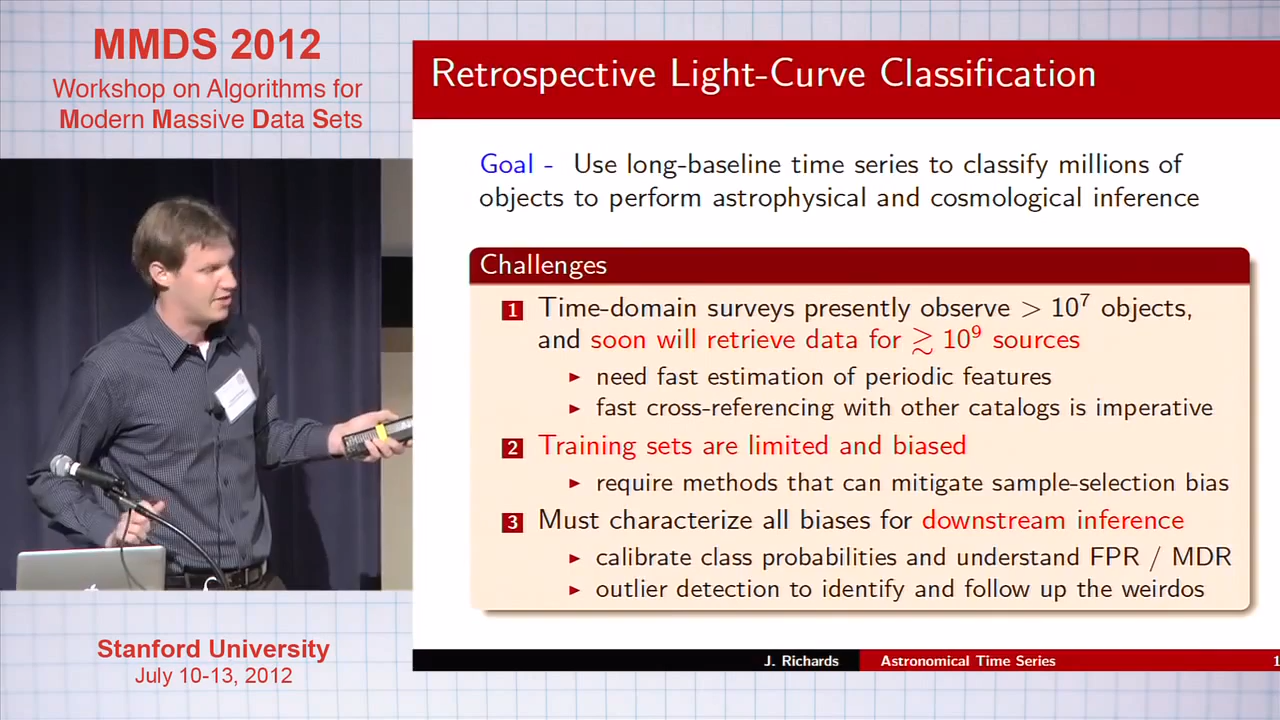 MMDS 2012
Workshop on Algorithms for
Modern Massive Data Sets
Retrospective Light-Curve Classification
Goal - Use long-baseline time series to classify millions of
objects to perform astrophysical and cosmological inference
Challenges
1 Time-domain surveys presently observe > 10⁷ objects,
and soon will retrieve data for ≳ 10⁹ sources
► need fast estimation of periodic features
► fast cross-referencing with other catalogs is imperative
2 Training sets are limited and biased
► require methods that can mitigate sample-selection bias
3 Must characterize all biases for downstream inference
► calibrate class probabilities and understand FPR / MDR
► outlier detection to identify and follow up the weirdos
J. Richards
Astronomical Time Series
Stanford University
July 10-13, 2012